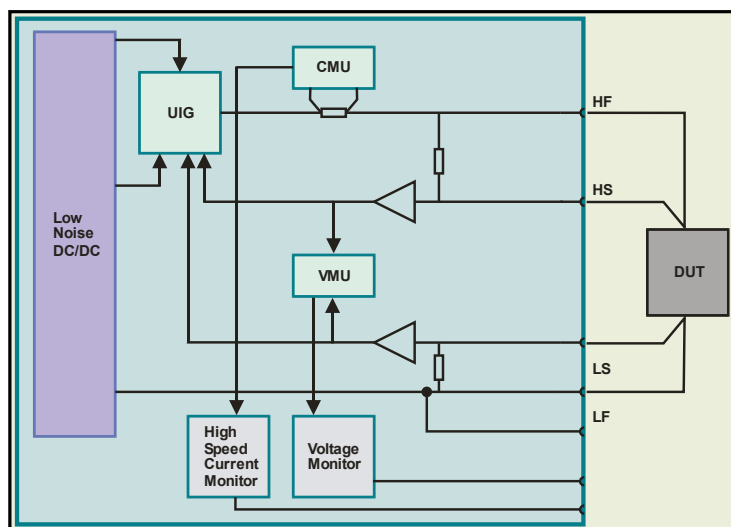 CMU
UIG
HF
HS
Low
Noise
DC/DC
VMU
DUT
LS
LF
High
Speed
Current
Monitor
Voltage
Monitor